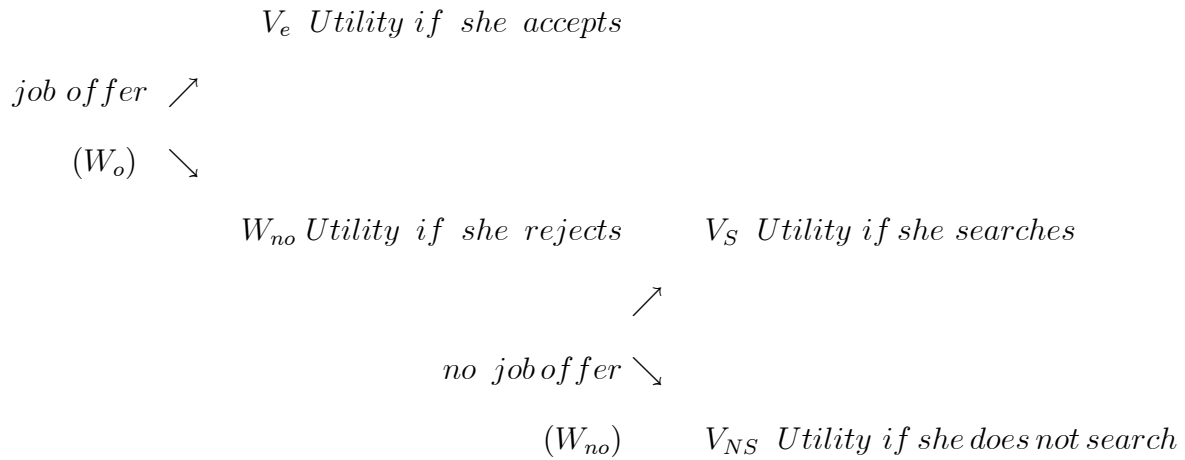 V_e Utility if she accepts
job offer ↗
(W_o) ↘
W_no Utility if she rejects V_S Utility if she searches
↗
no job offer ↘
(W_no) V_NS Utility if she does not search